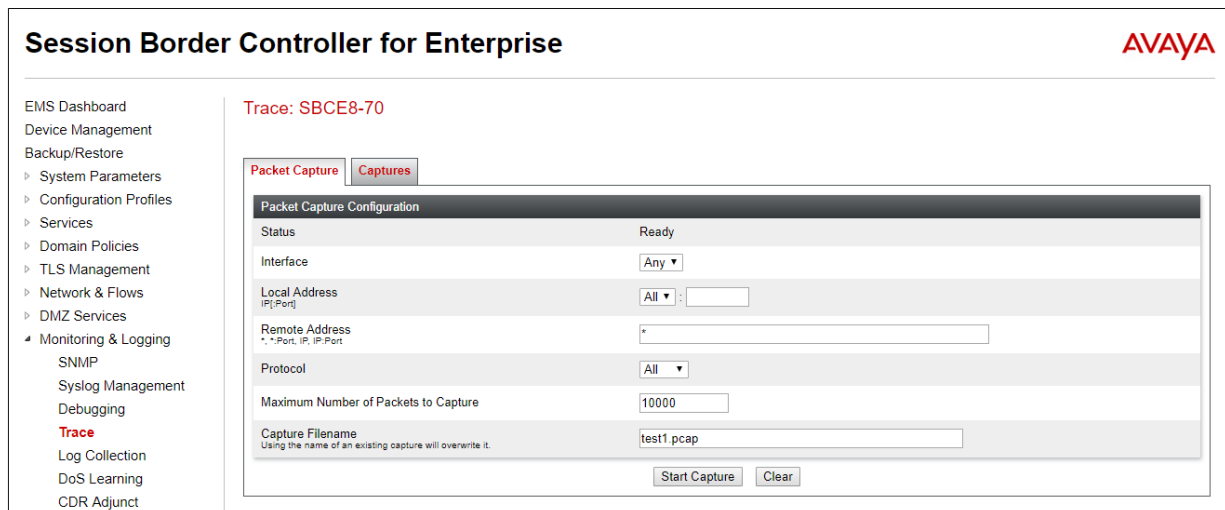 Session Border Controller for Enterprise
AVAYA
EMS Dashboard
Device Management
Backup/Restore
System Parameters
Configuration Profiles
Services
Domain Policies
TLS Management
Network & Flows
DMZ Services
Monitoring & Logging
SNMP
Syslog Management
Debugging
Trace
Log Collection
DoS Learning
CDR Adjunct
Trace: SBCE8-70
Packet Capture Captures
Packet Capture Configuration
Status Ready
Interface Any
Local Address All :
IP[:Port]
Remote Address *
*, *:Port, IP, IP:Port
Protocol All
Maximum Number of Packets to Capture 10000
Capture Filename test1.pcap
Using the name of an existing capture will overwrite it.
Start Capture Clear